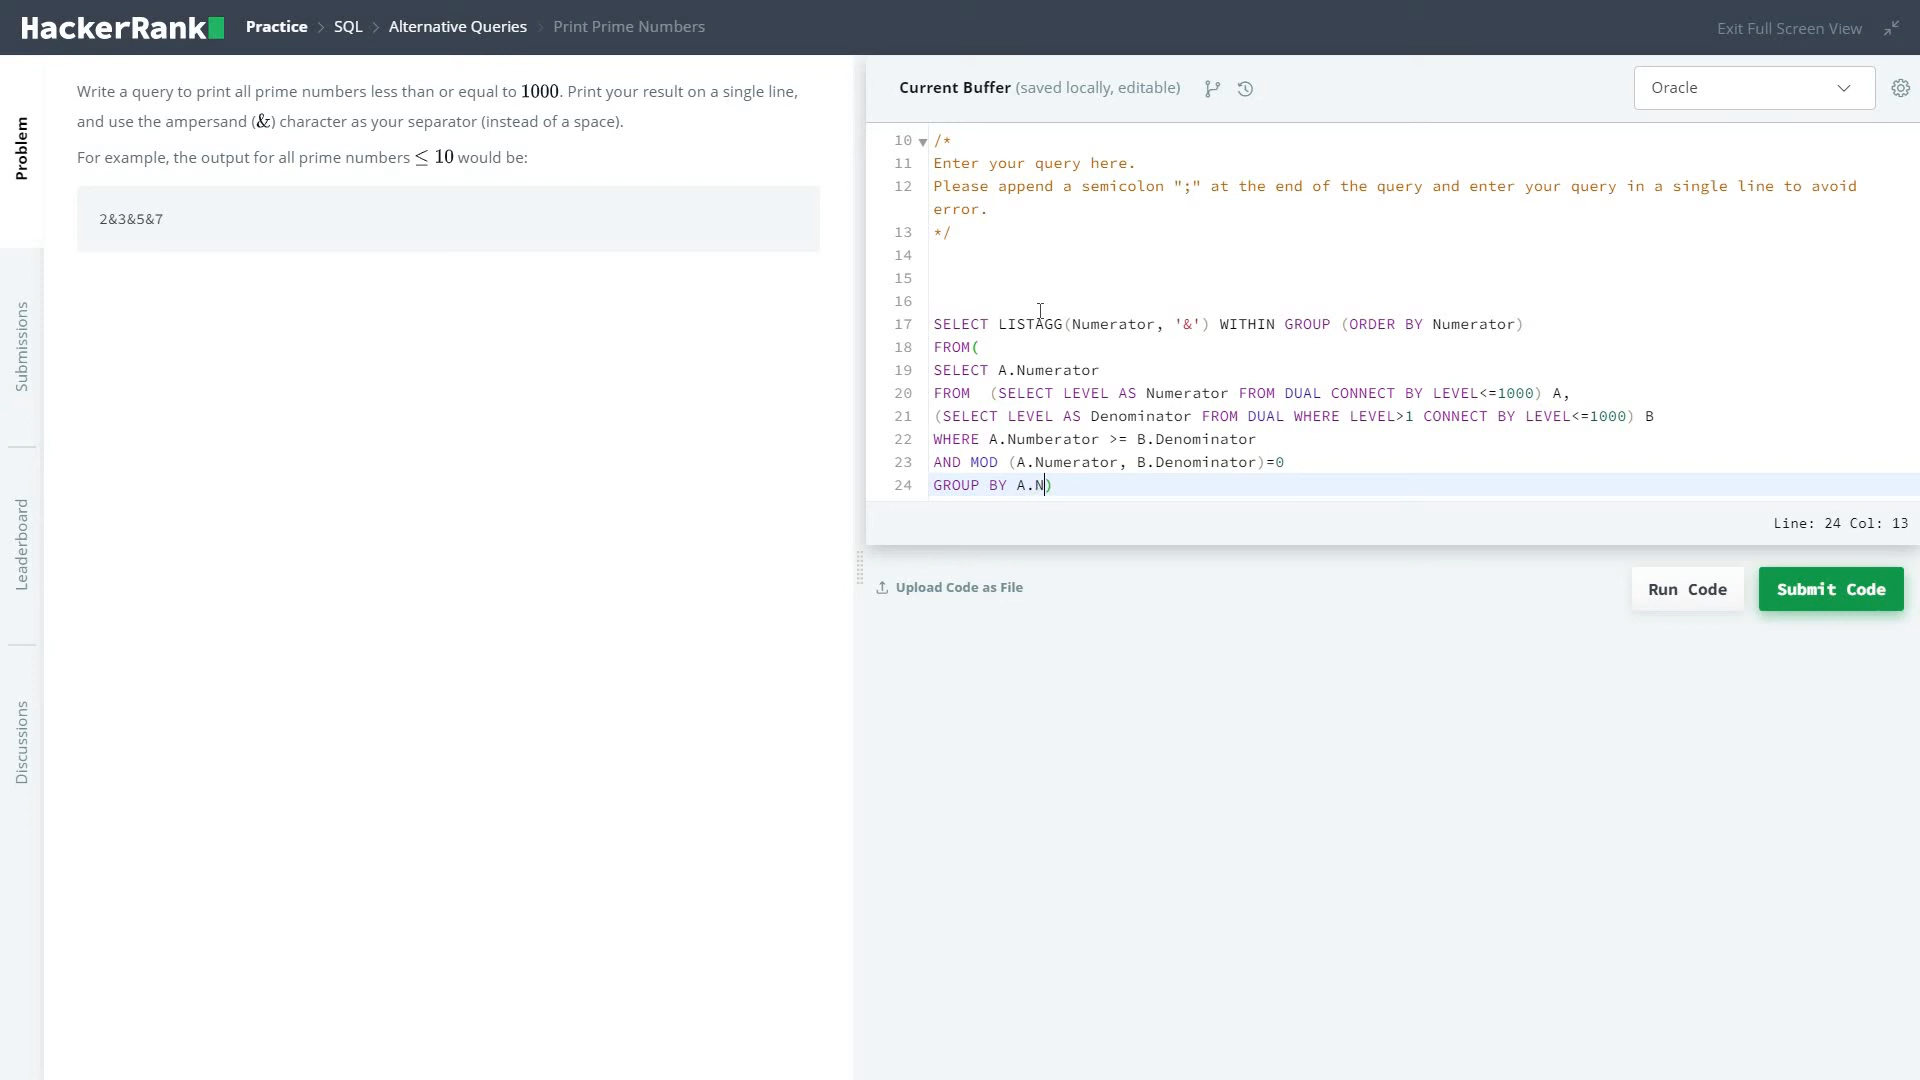 HackerRank
Practice > SQL > Alternative Queries > Print Prime Numbers
Exit Full Screen View
Problem
Submissions
Leaderboard
Discussions
Write a query to print all prime numbers less than or equal to 1000. Print your result on a single line,
and use the ampersand (&) character as your separator (instead of a space).
For example, the output for all prime numbers ≤ 10 would be:
2&3&5&7
Current Buffer (saved locally, editable)
Oracle
10 /*
11 Enter your query here.
12 Please append a semicolon ";" at the end of the query and enter your query in a single line to avoid
error.
13 */
14
15
16
17 SELECT LISTAGG(Numerator, '&') WITHIN GROUP (ORDER BY Numerator)
18 FROM(
19 SELECT A.Numerator
20 FROM  (SELECT LEVEL AS Numerator FROM DUAL CONNECT BY LEVEL<=1000) A,
21 (SELECT LEVEL AS Denominator FROM DUAL WHERE LEVEL>1 CONNECT BY LEVEL<=1000) B
22 WHERE A.Numberator >= B.Denominator
23 AND MOD (A.Numerator, B.Denominator)=0
24 GROUP BY A.N)
Line: 24 Col: 13
Upload Code as File
Run Code
Submit Code